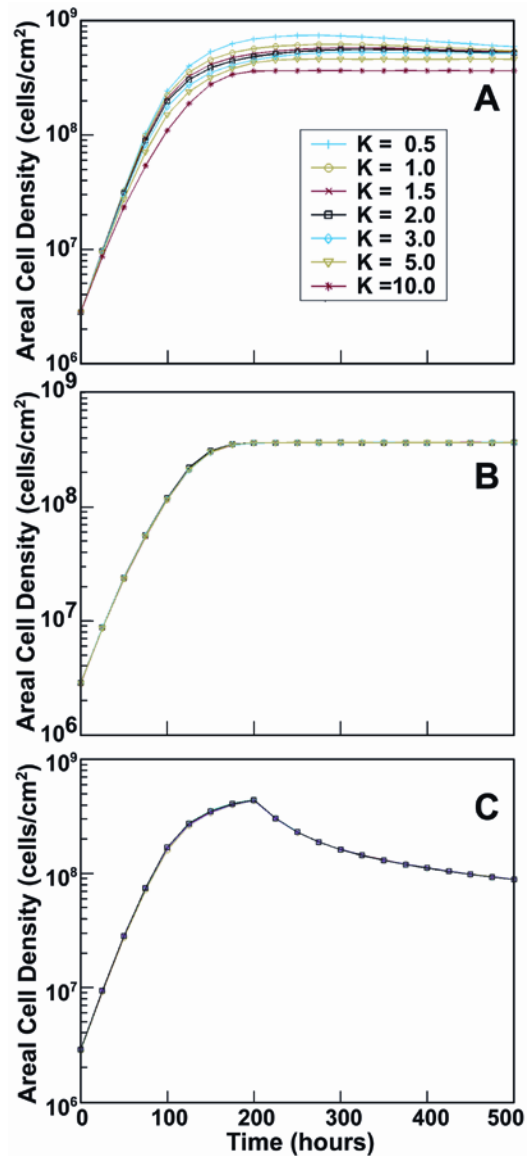 10⁹
A
10⁸
10⁷
10⁶
Areal Cell Density (cells/cm²)
K = 0.5
K = 1.0
K = 1.5
K = 2.0
K = 3.0
K = 5.0
K =10.0
10⁹
B
10⁸
10⁷
10⁶
Areal Cell Density (cells/cm²)
10⁹
C
10⁸
10⁷
10⁶
Areal Cell Density (cells/cm²)
0 100 200 300 400 500
Time (hours)